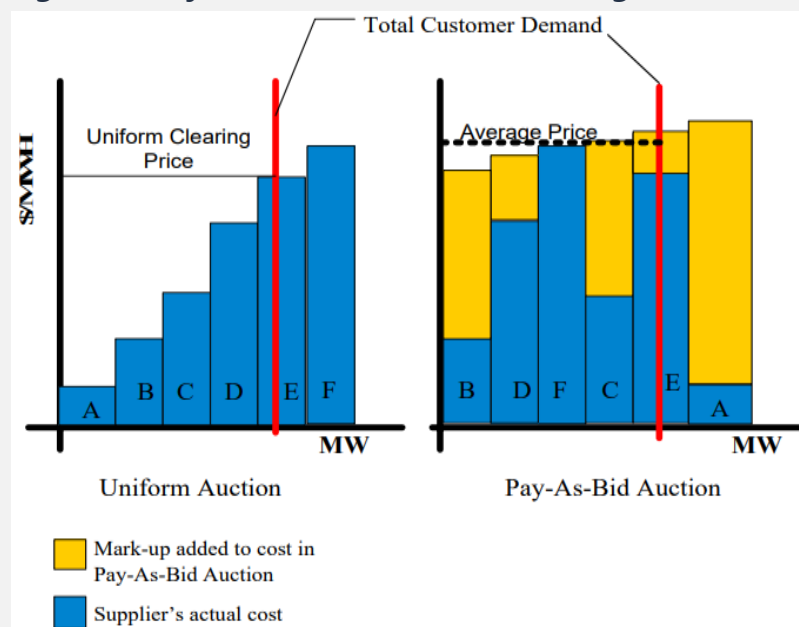 Total Customer Demand
Uniform Clearing
Price
Average Price
$/MWH
A
B
C
D
E
F
B
D
F
C
E
A
MW
MW
Uniform Auction
Pay-As-Bid Auction
Mark-up added to cost in
Pay-As-Bid Auction
Supplier's actual cost